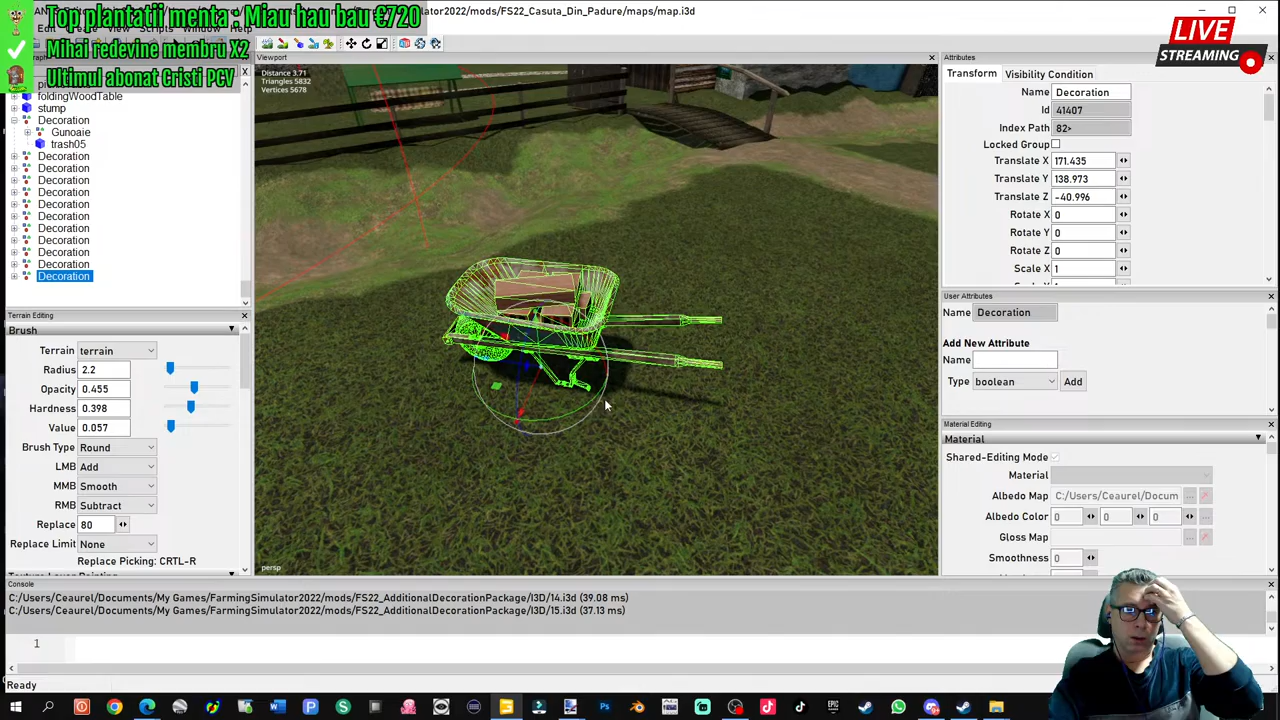 Top plantatii menta : Miau hau bau €720
Mihai redevine membru X2
Ultimul abonat Cristi PCV
ulator2022/mods/FS22_Casuta_Din_Padure/maps/map.i3d
LIVE
STREAMING
Viewport
Attributes
foldingWoodTable
stump
Decoration
Gunoaie
trash05
Decoration
Decoration
Decoration
Decoration
Decoration
Decoration
Decoration
Decoration
Decoration
Decoration
Decoration
Distance 3.71
Triangles 5832
Vertices 5678
persp
Terrain Editing
Brush
Terrain terrain
Radius 2.2
Opacity 0.455
Hardness 0.398
Value 0.057
Brush Type Round
LMB Add
MMB Smooth
RMB Subtract
Replace 80
Replace Limit None
Replace Picking: CRTL-R
Transform Visibility Condition
Name Decoration
Id 41407
Index Path 82>
Locked Group
Translate X 171.435
Translate Y 138.973
Translate Z -40.996
Rotate X 0
Rotate Y 0
Rotate Z 0
Scale X 1
User Attributes
Name Decoration
Add New Attribute
Name
Type boolean Add
Material Editing
Material
Shared-Editing Mode
Material
Albedo Map C:/Users/Ceaurel/Docum ...
Albedo Color 0 0 0 ...
Gloss Map ...
Smoothness 0
Console
C:/Users/Ceaurel/Documents/My Games/FarmingSimulator2022/mods/FS22_AdditionalDecorationPackage/I3D/14.i3d (39.08 ms)
C:/Users/Ceaurel/Documents/My Games/FarmingSimulator2022/mods/FS22_AdditionalDecorationPackage/I3D/15.i3d (37.13 ms)
1
Ready